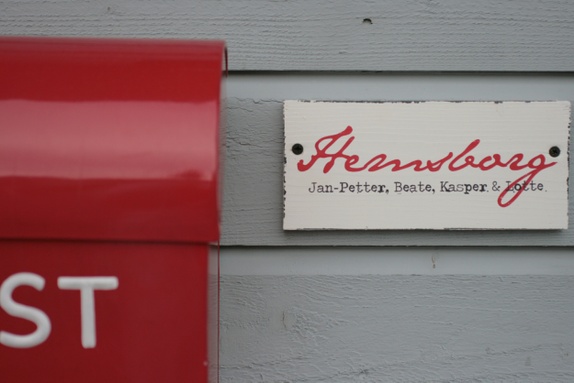 Hemsborg
Jan-Petter, Beate, Kasper & Lotte
ST